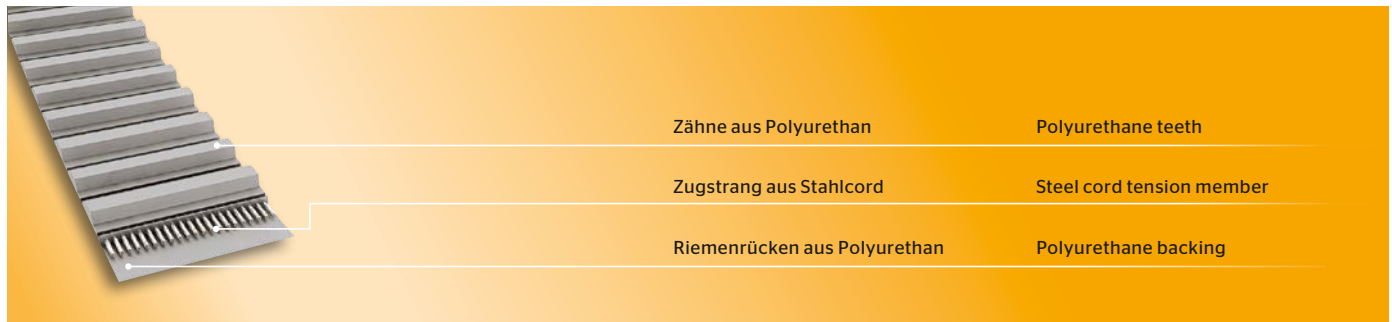 Zähne aus Polyurethan Polyurethane teeth
Zugstrang aus Stahlcord Steel cord tension member
Riemenrücken aus Polyurethan Polyurethane backing